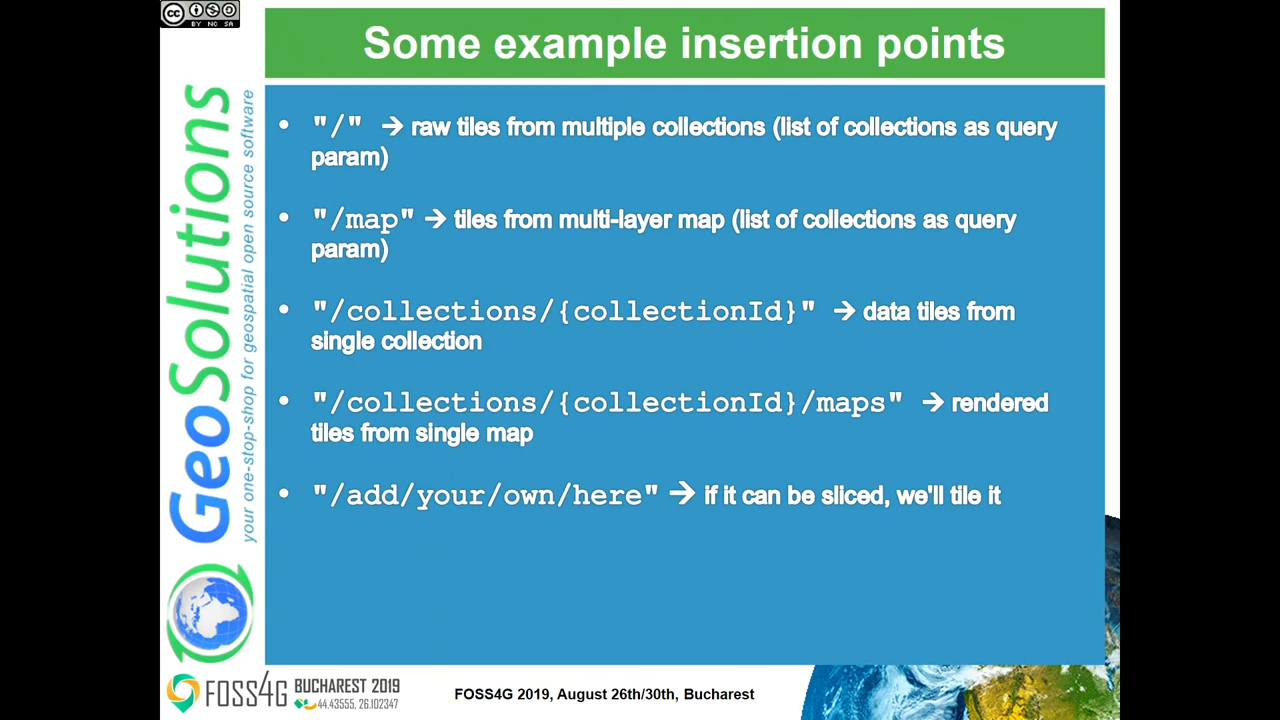 BY NC SA
Some example insertion points
GeoSolutions
your one-stop-shop for geospatial open source software
• "/" → raw tiles from multiple collections (list of collections as query
param)
• "/map" → tiles from multi-layer map (list of collections as query
param)
• "/collections/{collectionId}" → data tiles from
single collection
• "/collections/{collectionId}/maps" → rendered
tiles from single map
• "/add/your/own/here" → if it can be sliced, we'll tile it
FOSS4G BUCHAREST 2019
44.43555, 26.102347
FOSS4G 2019, August 26th/30th, Bucharest